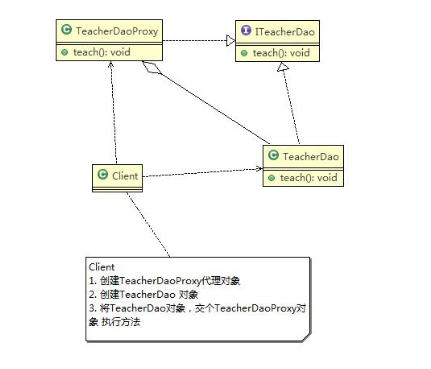 TeacherDaoProxy
teach(): void
ITeacherDao
teach(): void
TeacherDao
teach(): void
Client
Client
1. 创建TeacherDaoProxy代理对象
2. 创建TeacherDao 对象
3. 将TeacherDao对象，交个TeacherDaoProxy对
象 执行方法